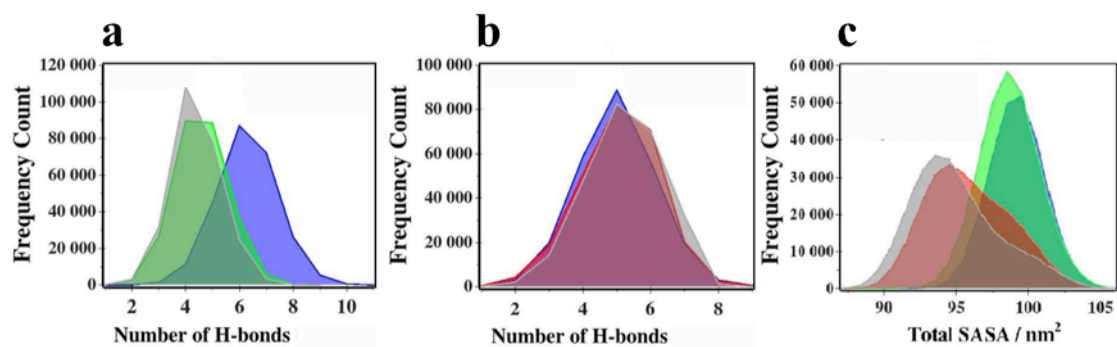 a
b
c
120 000
100 000
80 000
60 000
40 000
20 000
0
Frequency Count
2 4 6 8 10
Number of H-bonds
100 000
80 000
60 000
40 000
20 000
0
Frequency Count
2 4 6 8
Number of H-bonds
60 000
50 000
40 000
30 000
20 000
10 000
0
Frequency Count
90 95 100 105
Total SASA / nm²